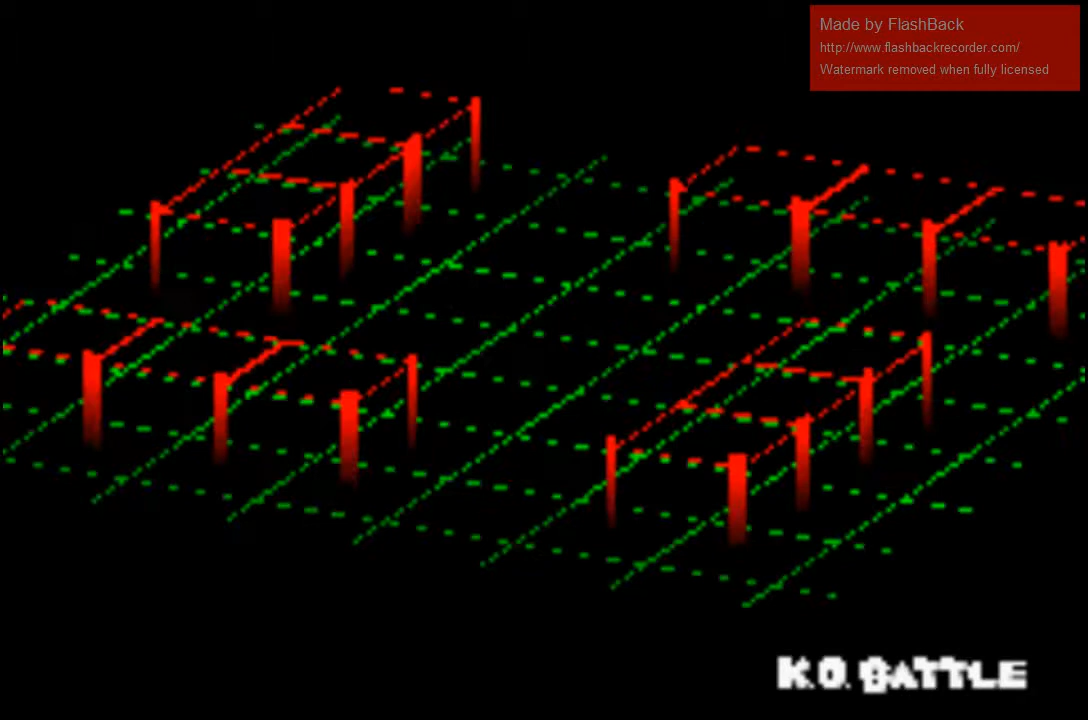 Made by FlashBack
http://www.flashbackrecorder.com/
Watermark removed when fully licensed
K.O. BATTLE